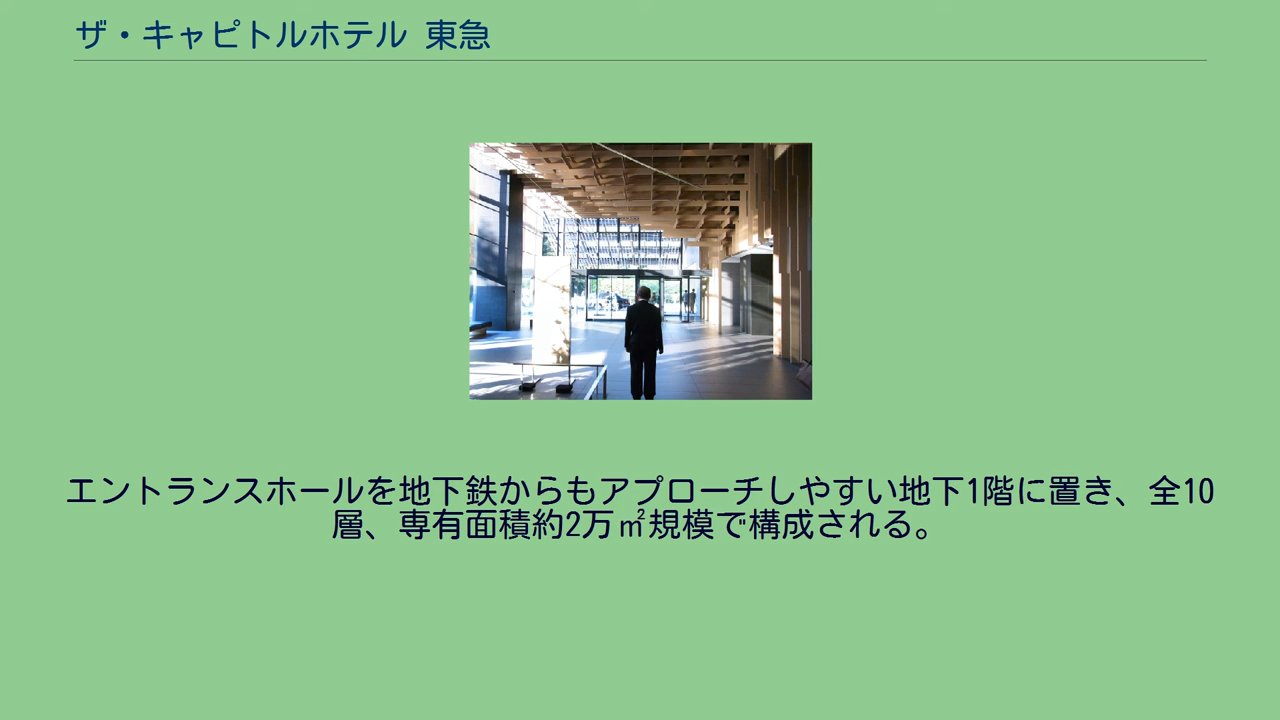 ザ・キャピトルホテル 東急
エントランスホールを地下鉄からもアプローチしやすい地下1階に置き、全10
層、専有面積約2万㎡規模で構成される。